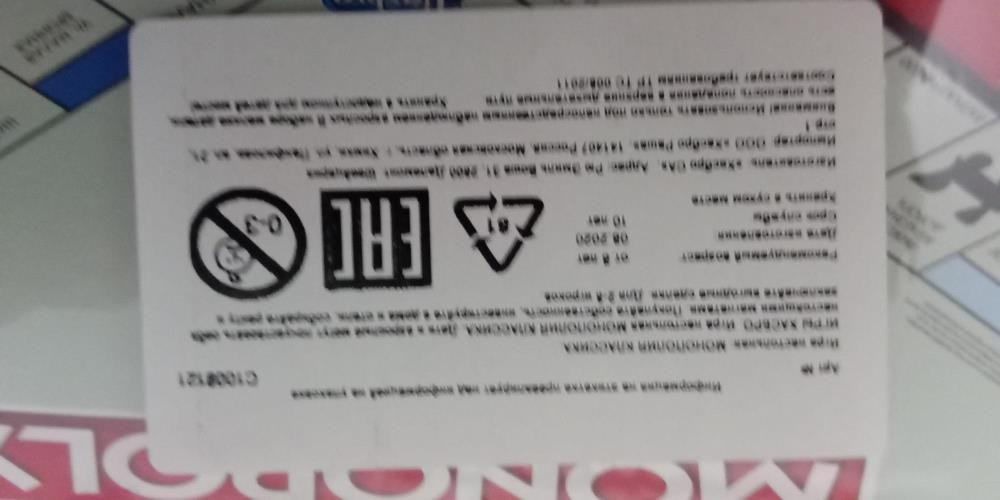 MONOPOLY
Информация на этикетке превалирует над информацией на упаковке
Арт № C1009121
Игра настольная МОНОПОЛИЯ КЛАССИКА
ИГРЫ ХАСБРО Игра настольная МОНОПОЛИЯ КЛАССИКА Дети и взрослые могут почувствовать себя
настоящими магнатами Покупайте собственность, инвестируйте в дома и отели, собирайте ренту и
заключайте выгодные сделки Для 2-6 игроков
Рекомендуемый возраст от 8 лет
Дата изготовления 08 2020
Срок службы 10 лет
Хранить в сухом месте
81
EAC
0-3
Изготовитель «Хасбро СА» Адрес Рю Эмиль Боша 31, 2800 Делемонт Швейцария
Импортер ООО «Хасбро Раша» 141407 Россия, Московская область, г Химки, ул Панфилова, вл 21,
стр 1
Внимание! Использовать только под непосредственным наблюдением взрослых В наборе мелкие детали,
есть опасность попадания в верхние дыхательные пути Хранить в недоступном для детей месте
Соответствует требованиям ТР ТС 008/2011